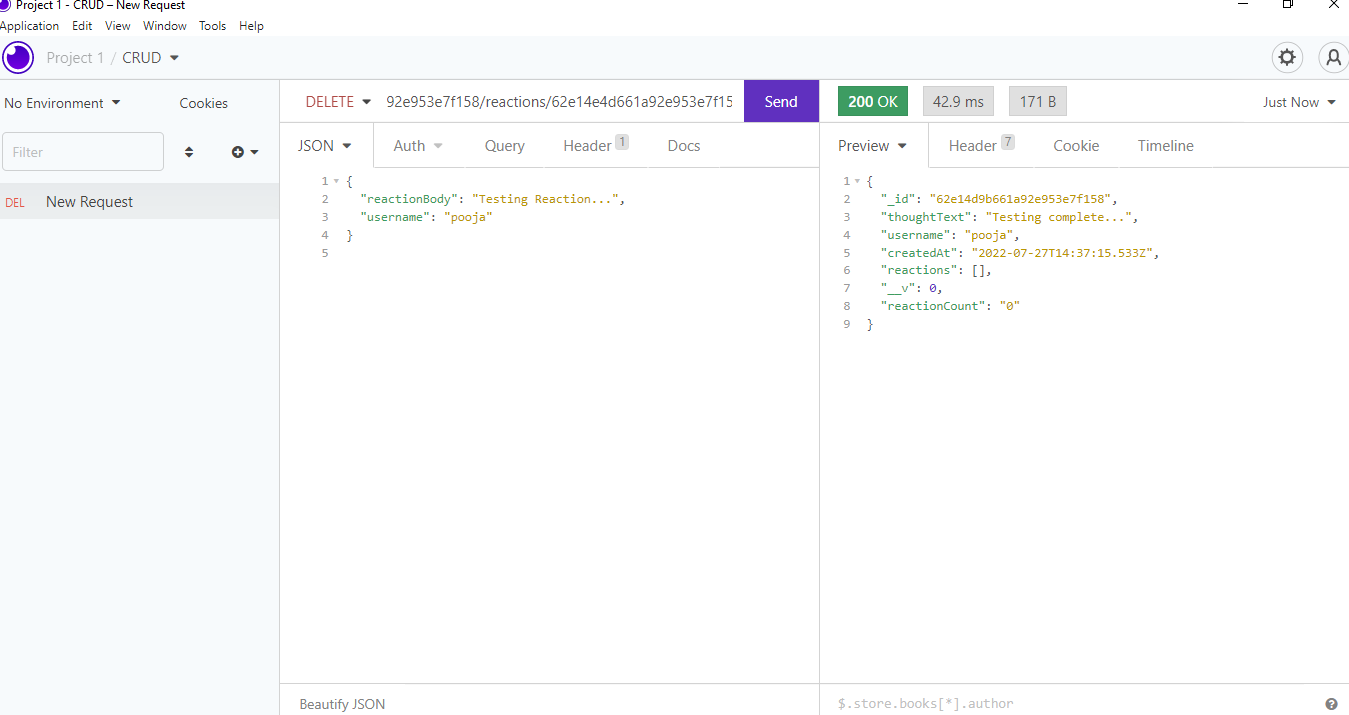 Project 1 - CRUD – New Request
Application Edit View Window Tools Help
Project 1 / CRUD
No Environment Cookies
Filter
DEL New Request
DELETE 92e953e7f158/reactions/62e14e4d661a92e953e7f15 Send
JSON Auth Query Header 1 Docs
1 {
2 "reactionBody": "Testing Reaction...",
3 "username": "pooja"
4 }
5
Beautify JSON
200 OK 42.9 ms 171 B Just Now
Preview Header 7 Cookie Timeline
1 {
2 "_id": "62e14d9b661a92e953e7f158",
3 "thoughtText": "Testing complete...",
4 "username": "pooja",
5 "createdAt": "2022-07-27T14:37:15.533Z",
6 "reactions": [],
7 "__v": 0,
8 "reactionCount": "0"
9 }
$.store.books[*].author